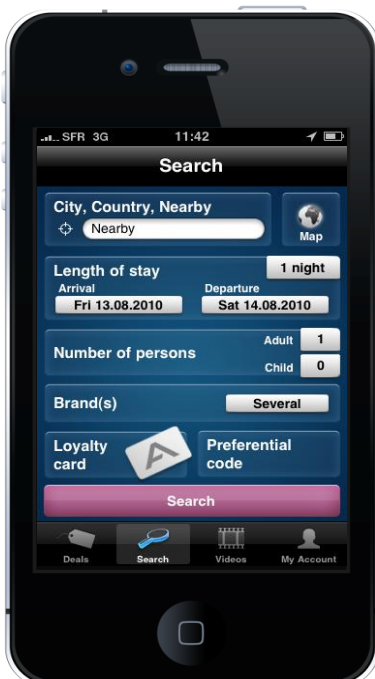 SFR 3G 11:42
Search
City, Country, Nearby
Nearby
Map
Length of stay
1 night
Arrival
Departure
Fri 13.08.2010
Sat 14.08.2010
Number of persons
Adult 1
Child 0
Brand(s)
Several
Loyalty
card
A
Preferential
code
Search
Deals
Search
Videos
My Account